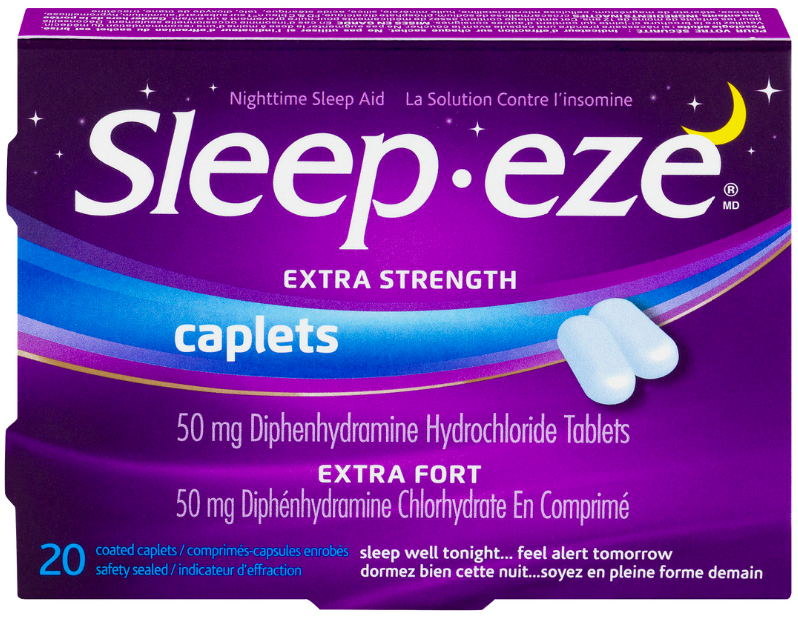 Nighttime Sleep Aid La Solution Contre l'insomine
Sleep•eze®
MD
EXTRA STRENGTH
caplets
50 mg Diphenhydramine Hydrochloride Tablets
EXTRA FORT
50 mg Diphénhydramine Chlorhydrate En Comprimé
20 coated caplets / comprimés-capsules enrobés
safety sealed / indicateur d'effraction
sleep well tonight... feel alert tomorrow
dormez bien cette nuit...soyez en pleine forme demain